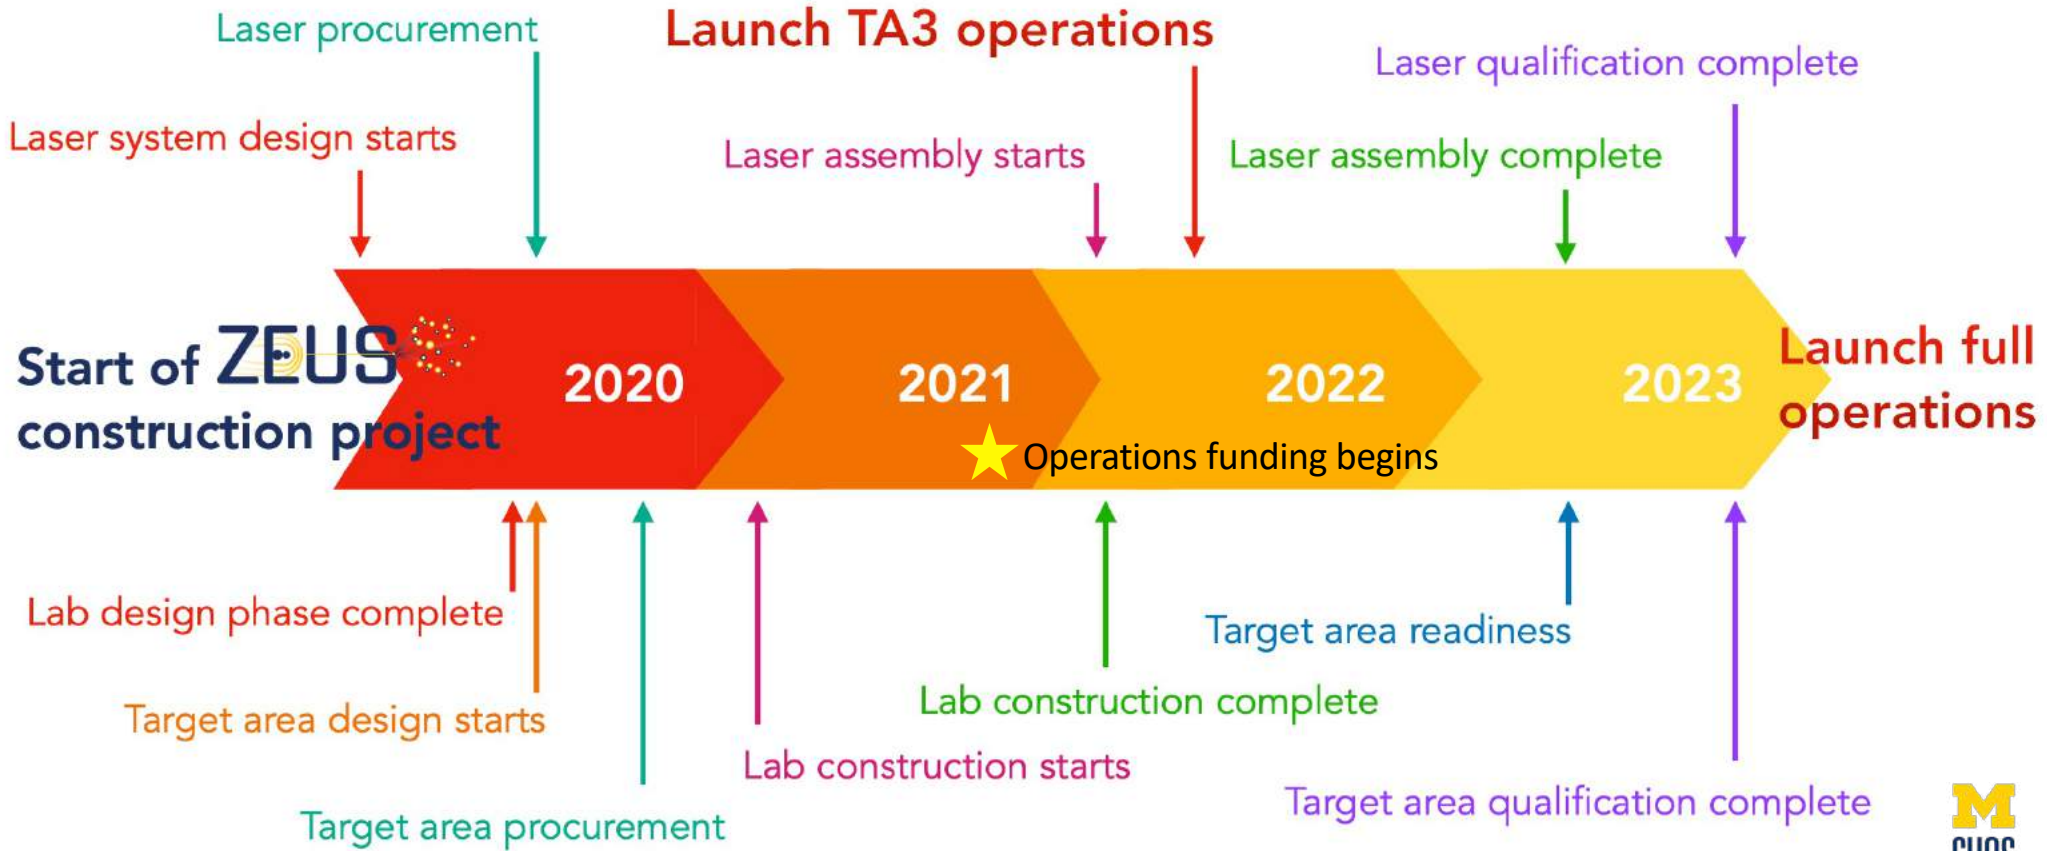 Laser procurement
Launch TA3 operations
Laser qualification complete
Laser system design starts
Laser assembly starts
Laser assembly complete
Start of ZEUS
construction project
2020
2021
2022
2023
Launch full
operations
Operations funding begins
Lab design phase complete
Target area readiness
Target area design starts
Lab construction complete
Lab construction starts
Target area procurement
Target area qualification complete
M